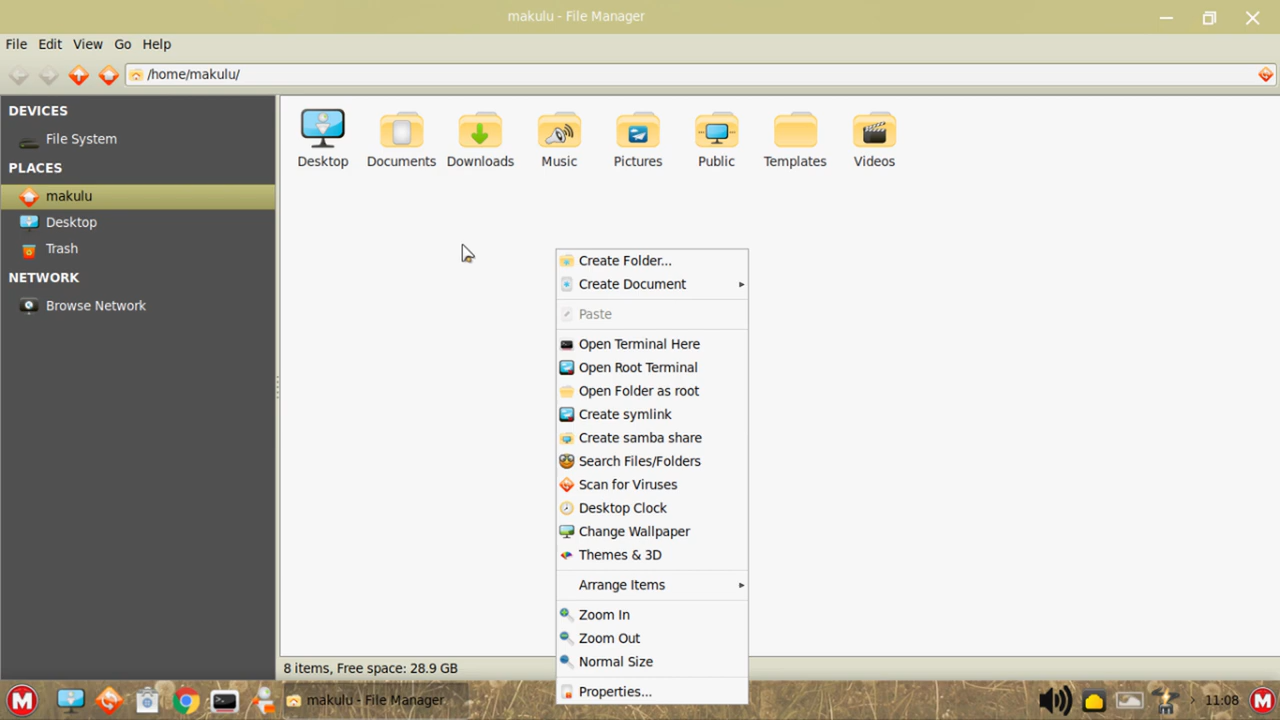 makulu - File Manager
File Edit View Go Help
/home/makulu/
DEVICES
File System
PLACES
makulu
Desktop
Trash
NETWORK
Browse Network
Desktop Documents Downloads Music Pictures Public Templates Videos
Create Folder...
Create Document
Paste
Open Terminal Here
Open Root Terminal
Open Folder as root
Create symlink
Create samba share
Search Files/Folders
Scan for Viruses
Desktop Clock
Change Wallpaper
Themes & 3D
Arrange Items
Zoom In
Zoom Out
Normal Size
Properties...
8 items, Free space: 28.9 GB
M makulu - File Manager 11:08 M